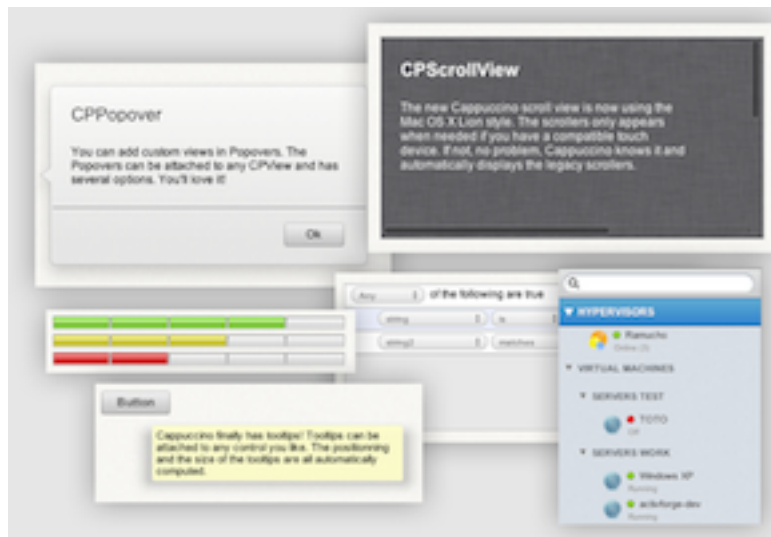 CPPopover
You can add custom views in Popovers. The
Popovers can be attached to any CPView and has
several options. You'll love it!
Ok
CPScrollView
The new Cappuccino scroll view is now using the
Mac OS X Lion style. The scrollers only appears
when needed if you have a compatible touch
device. If not, no problem, Cappuccino knows it and
automatically displays the legacy scrollers.
Any of the following are true
string is
string2 matches
HYPERVISORS
Ramucho
Online (3)
VIRTUAL MACHINES
SERVERS TEST
TOTO
Off
SERVERS WORK
Windows XP
Running
archforge-dev
Running
Button
Cappuccino finally has tooltips! Tooltips can be
attached to any control you like. The positionning
and the size of the tooltips are all automatically
computed.